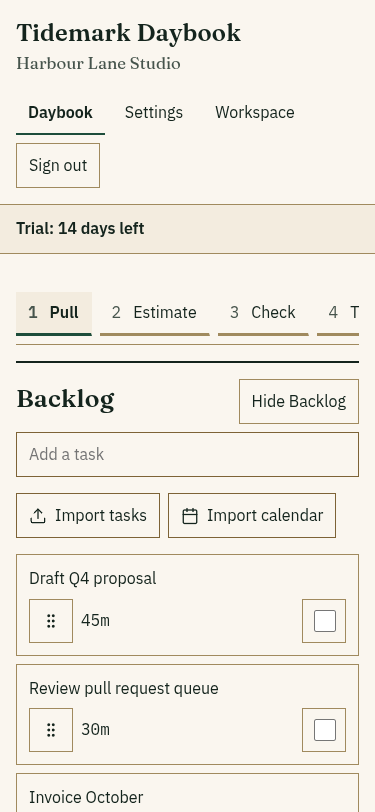 Tidemark Daybook
Harbour Lane Studio
Daybook Settings Workspace
Sign out
Trial: 14 days left
1 Pull 2 Estimate 3 Check 4 T
Backlog Hide Backlog
Add a task
Import tasks Import calendar
Draft Q4 proposal
45m
Review pull request queue
30m
Invoice October